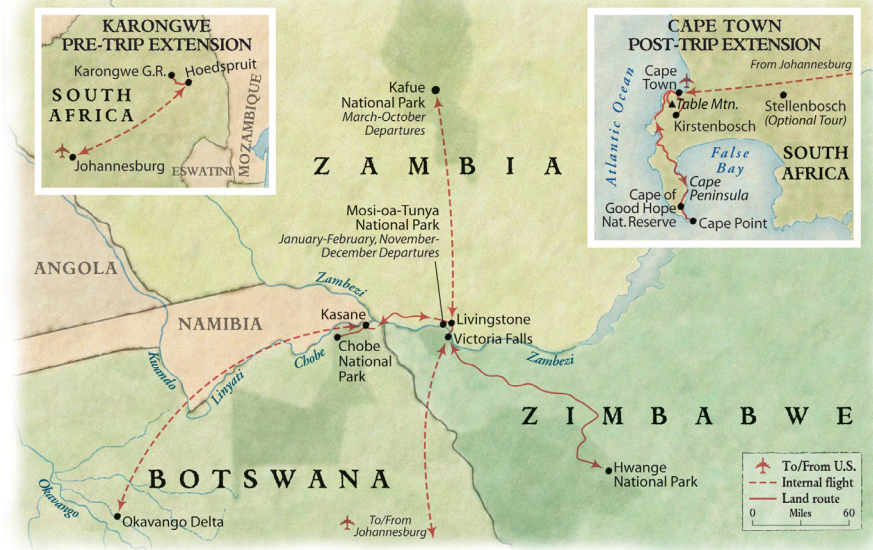 KARONGWE
PRE-TRIP EXTENSION
Karongwe G.R.
Hoedspruit
SOUTH
AFRICA
MOZAMBIQUE
Johannesburg
ESWATINI
CAPE TOWN
POST-TRIP EXTENSION
From Johannesburg
Cape
Town
Table Mtn.
Kirstenbosch
Stellenbosch
(Optional Tour)
Atlantic Ocean
False
Bay
SOUTH
AFRICA
Cape
Peninsula
Cape of
Good Hope
Nat. Reserve
Cape Point
Kafue
National Park
March-October
Departures
ZAMBIA
Mosi-oa-Tunya
National Park
January-February, November-
December Departures
ANGOLA
Zambezi
NAMIBIA
Kasane
Livingstone
Victoria Falls
Chobe
Chobe
National
Park
Zambezi
Kwando
Linyati
ZIMBABWE
Hwange
National Park
BOTSWANA
Okavango
Okavango Delta
To/From
Johannesburg
To/From U.S.
Internal flight
Land route
0 Miles 60